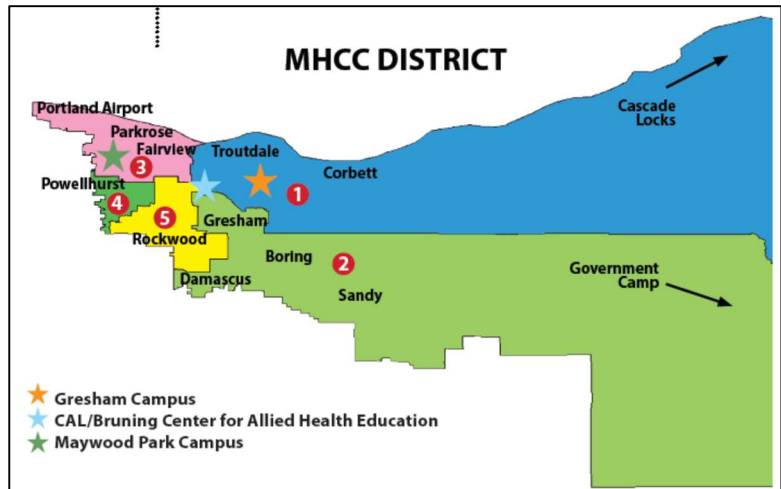 MHCC DISTRICT
Portland Airport
Parkrose
Fairview
3
Troutdale
Corbett
Cascade
Locks
1
Powellhurst
4
5
Rockwood
Gresham
Boring
2
Sandy
Damascus
Government
Camp
Gresham Campus
CAL/Bruning Center for Allied Health Education
Maywood Park Campus